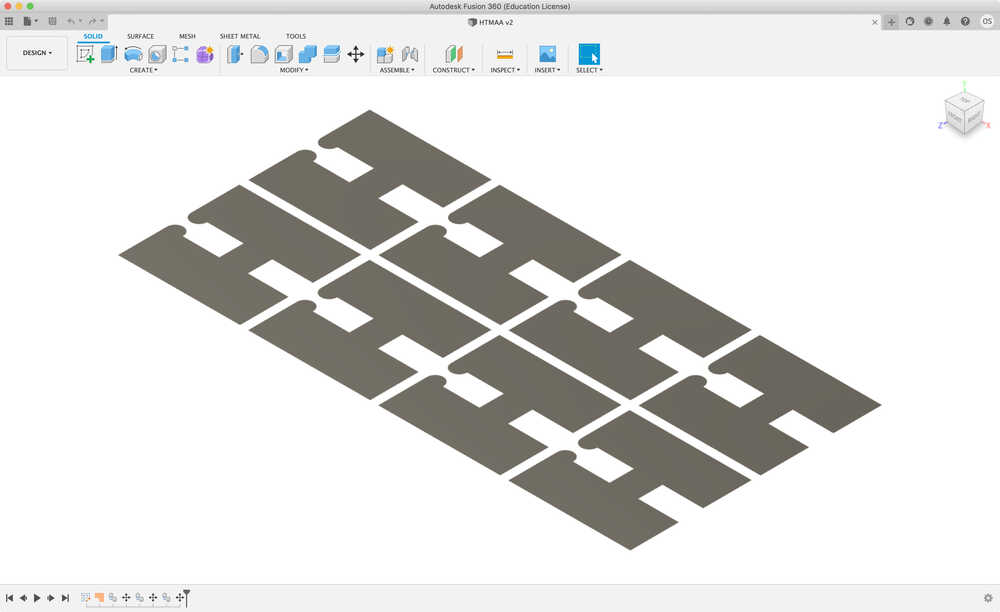 Autodesk Fusion 360 (Education License)
HTMAA v2
OS
SOLID SURFACE MESH SHEET METAL TOOLS
DESIGN
CREATE MODIFY ASSEMBLE CONSTRUCT INSPECT INSERT SELECT
Y
TOP
FRONT RIGHT
Z X